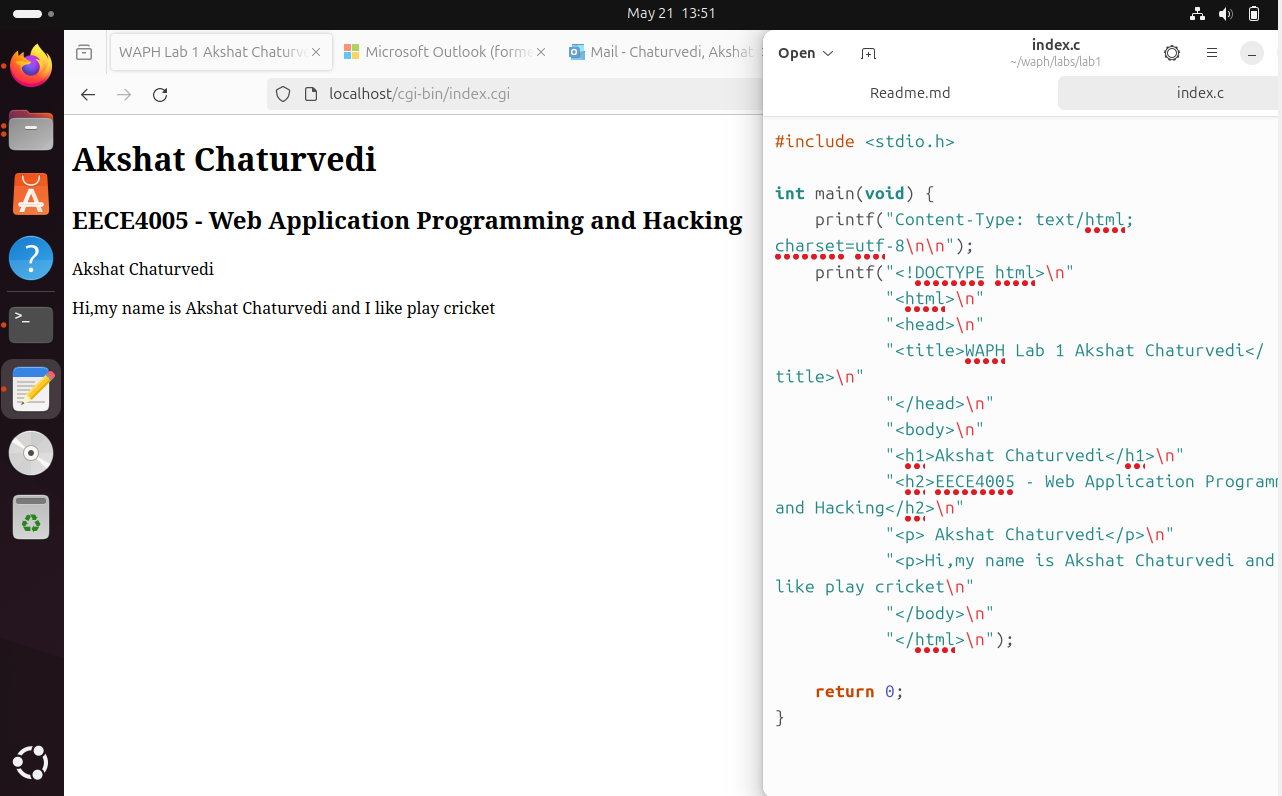 May 21 13:51
WAPH Lab 1 Akshat Chaturve
Microsoft Outlook (forme
Mail - Chaturvedi, Akshat
localhost/cgi-bin/index.cgi
Akshat Chaturvedi
EECE4005 - Web Application Programming and Hacking
Akshat Chaturvedi
Hi,my name is Akshat Chaturvedi and I like play cricket
Open
index.c
~/waph/labs/lab1
Readme.md
index.c
#include <stdio.h>
int main(void) {
    printf("Content-Type: text/html;
charset=utf-8\n\n");
    printf("<!DOCTYPE html>\n"
           "<html>\n"
           "<head>\n"
           "<title>WAPH Lab 1 Akshat Chaturvedi</
title>\n"
           "</head>\n"
           "<body>\n"
           "<h1>Akshat Chaturvedi</h1>\n"
           "<h2>EECE4005 - Web Application Program
and Hacking</h2>\n"
           "<p> Akshat Chaturvedi</p>\n"
           "<p>Hi,my name is Akshat Chaturvedi and
like play cricket\n"
           "</body>\n"
           "</html>\n");
    return 0;
}